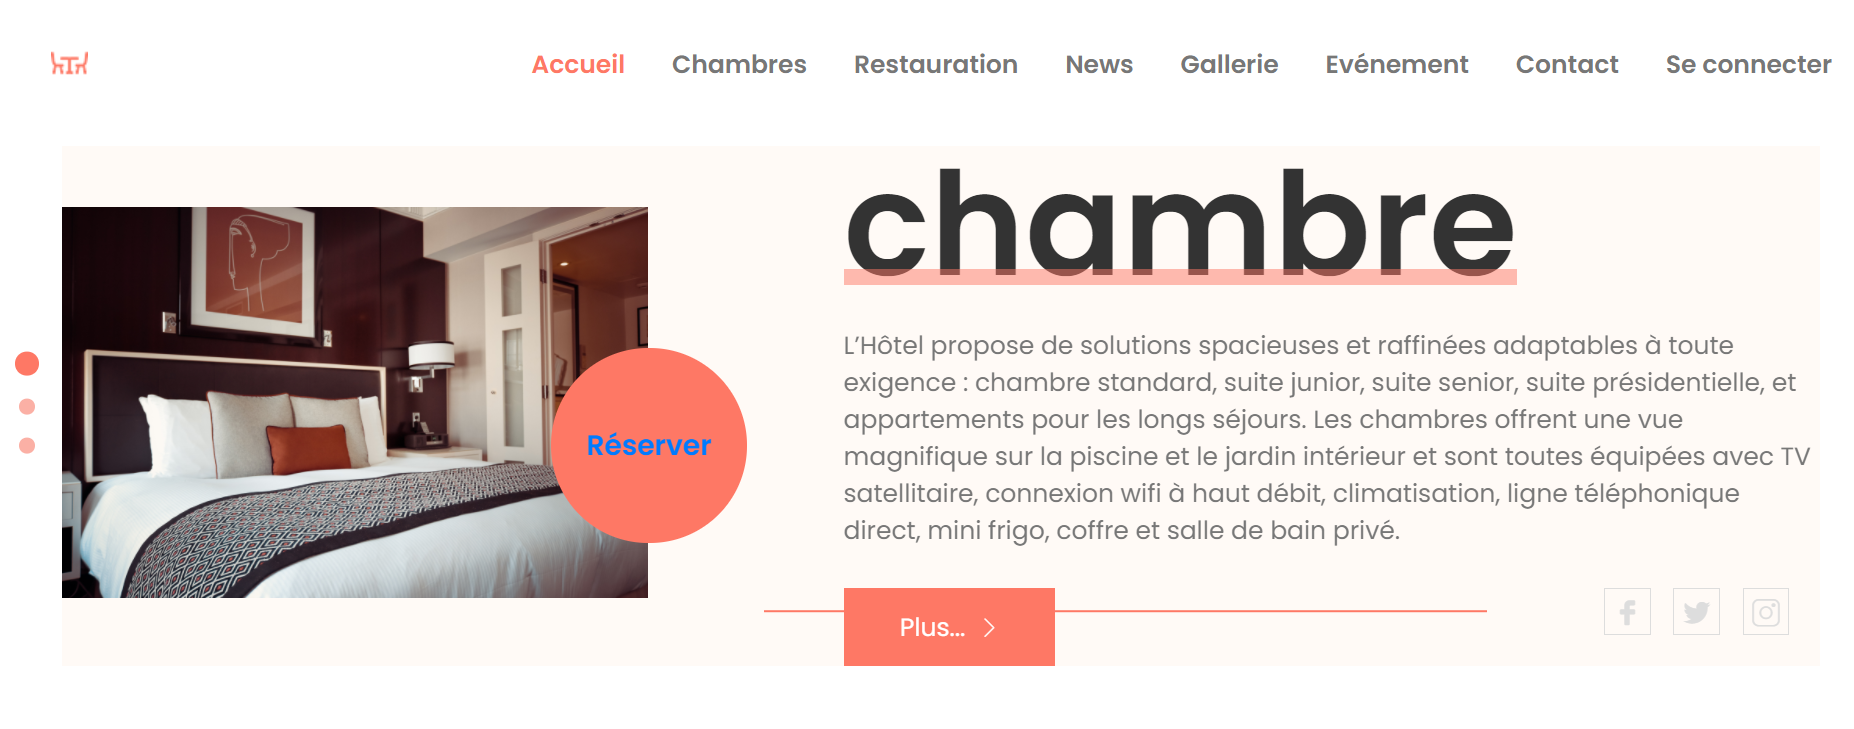 Accueil Chambres Restauration News Gallerie Evénement Contact Se connecter
chambre
L’Hôtel propose de solutions spacieuses et raffinées adaptables à toute
exigence : chambre standard, suite junior, suite senior, suite présidentielle, et
appartements pour les longs séjours. Les chambres offrent une vue
magnifique sur la piscine et le jardin intérieur et sont toutes équipées avec TV
satellitaire, connexion wifi à haut débit, climatisation, ligne téléphonique
direct, mini frigo, coffre et salle de bain privé.
Réserver
Plus...